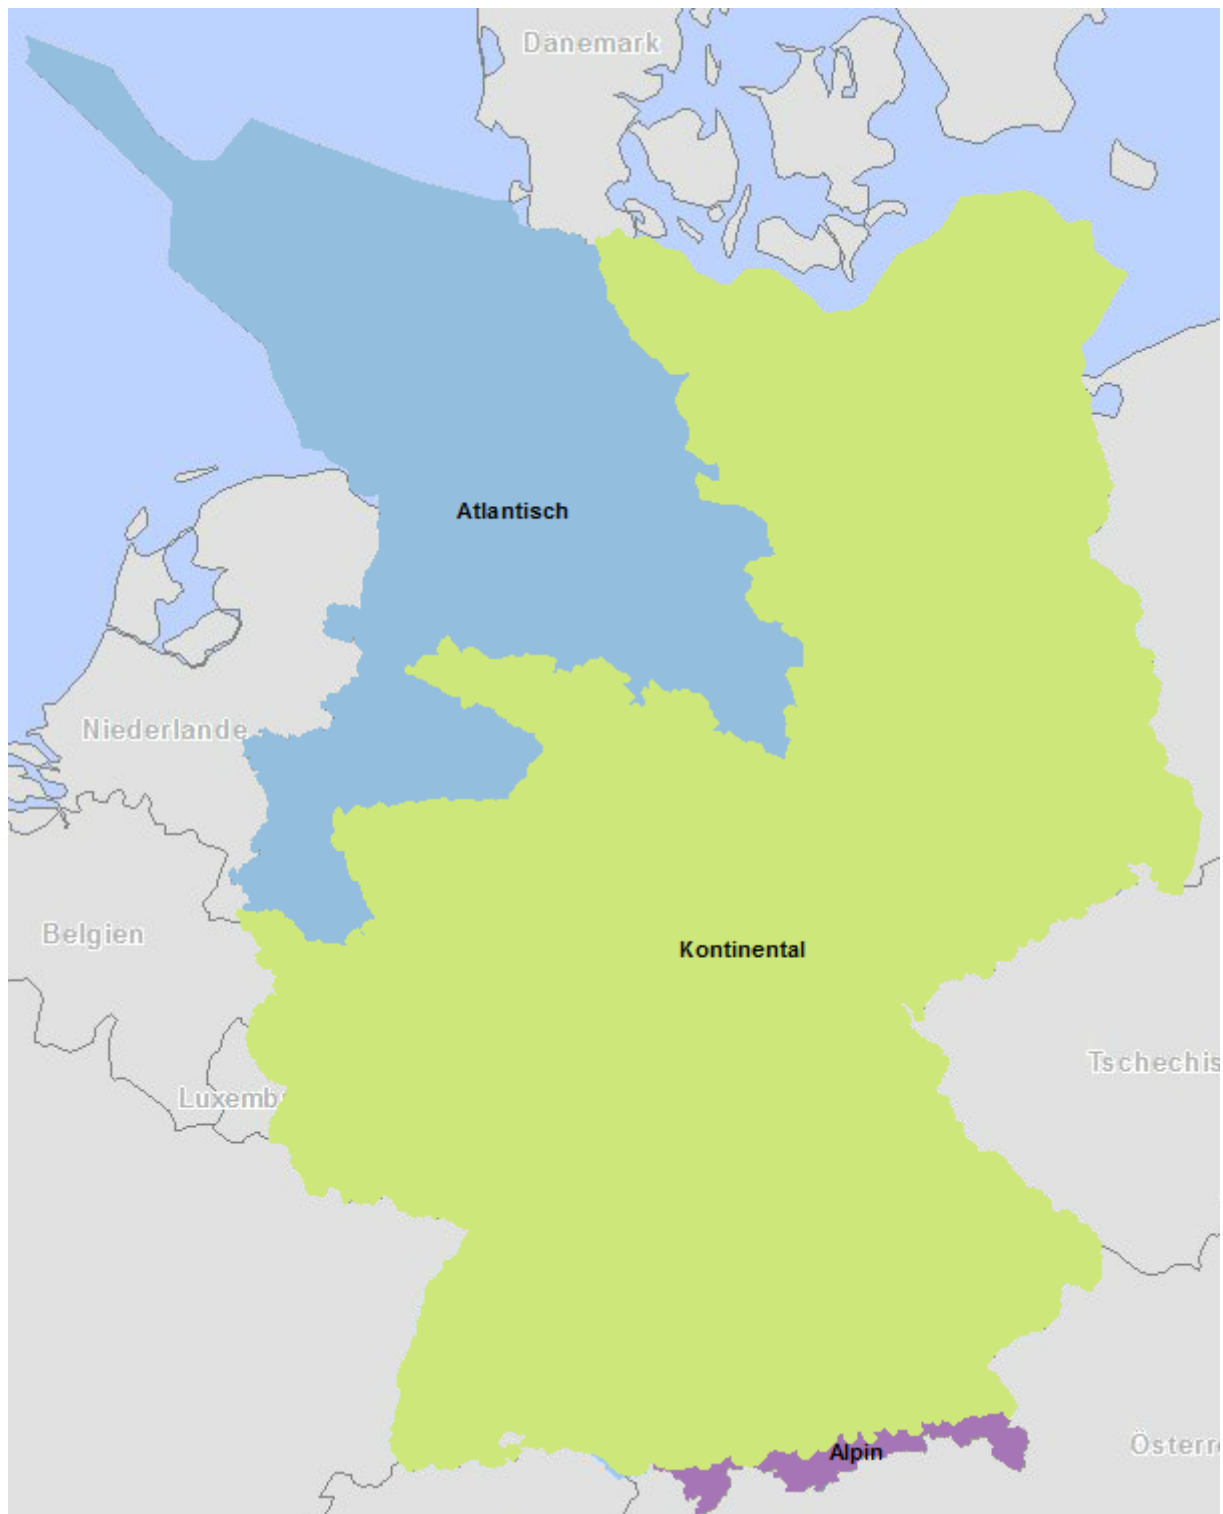 Dänemark
Atlantisch
Niederlande
Belgien
Kontinental
Tschechis
Luxemb
Österr
Alpin